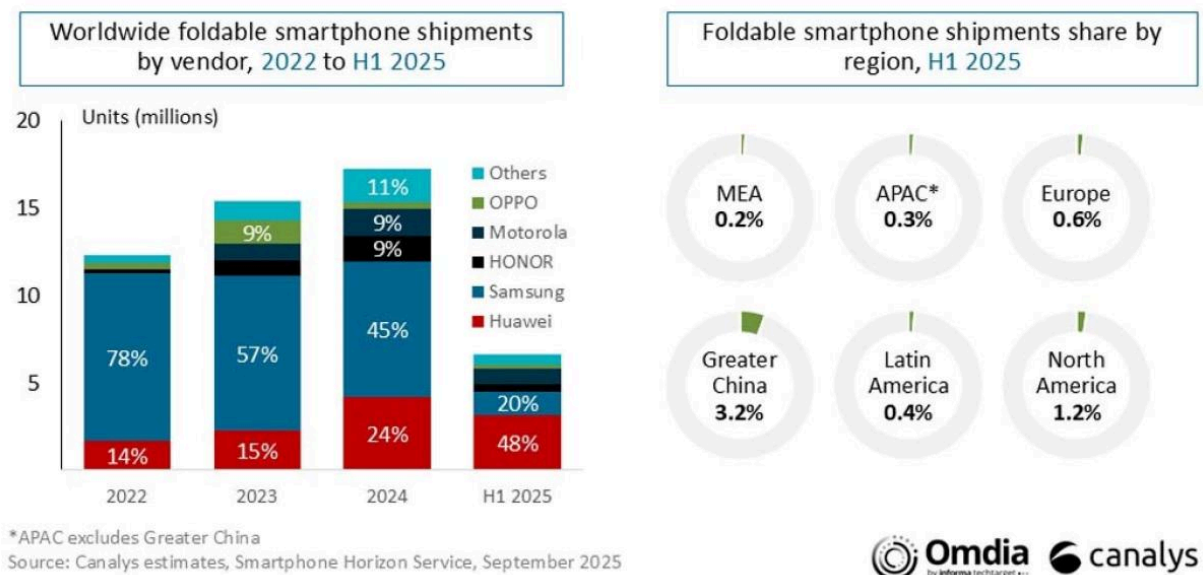 Worldwide foldable smartphone shipments
by vendor, 2022 to H1 2025
Units (millions)
20
15
10
5
14%
78%
15%
57%
9%
24%
45%
9%
9%
11%
48%
20%
Others
OPPO
Motorola
HONOR
Samsung
Huawei
2022
2023
2024
H1 2025
Foldable smartphone shipments share by
region, H1 2025
MEA
0.2%
APAC*
0.3%
Europe
0.6%
Greater
China
3.2%
Latin
America
0.4%
North
America
1.2%
*APAC excludes Greater China
Source: Canalys estimates, Smartphone Horizon Service, September 2025
Omdia
by informa techtarget
canalys